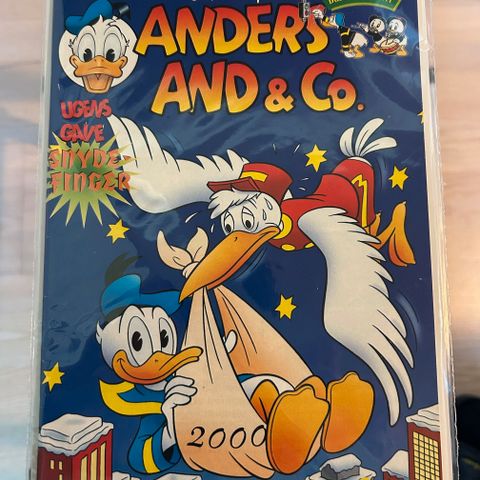 ANDERS
AND & Co.
UGENS
GAVE
SNYDE-
FINGER
2000